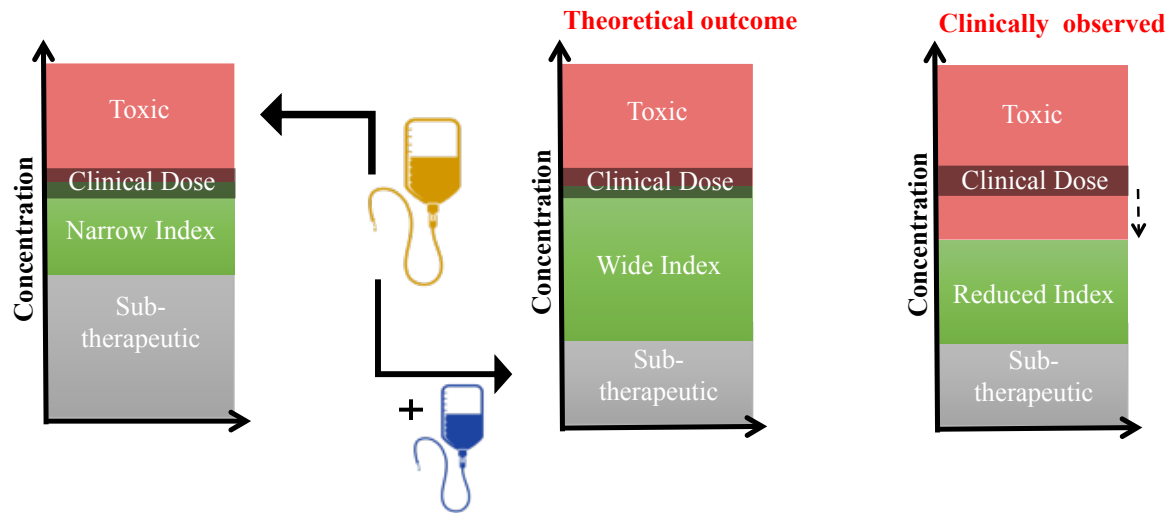 Theoretical outcome
Clinically observed
Concentration
Toxic
Clinical Dose
Narrow Index
Sub-
therapeutic
+
Concentration
Toxic
Clinical Dose
Wide Index
Sub-
therapeutic
Concentration
Toxic
Clinical Dose
Reduced Index
Sub-
therapeutic